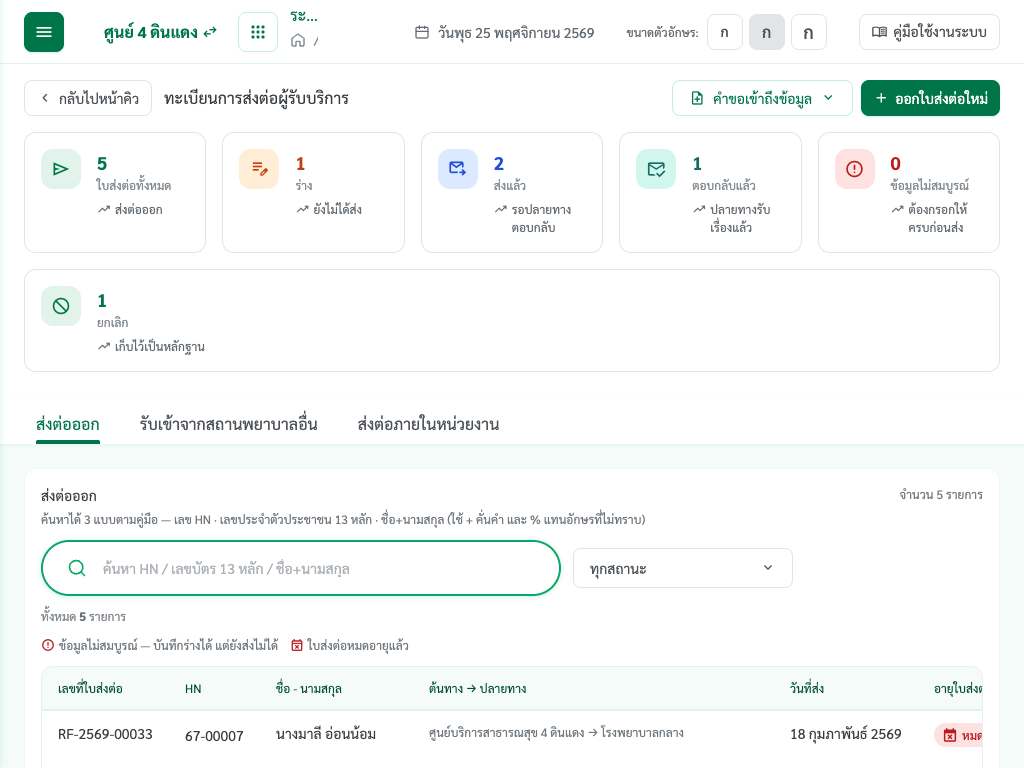 ศูนย์ 4 ดินแดง
ระ...
/
วันพุธ 25 พฤศจิกายน 2569
ขนาดตัวอักษร:
ก
ก
ก
คู่มือใช้งานระบบ
กลับไปหน้าคิว
ทะเบียนการส่งต่อผู้รับบริการ
คำขอเข้าถึงข้อมูล
+ ออกใบส่งต่อใหม่
5
ใบส่งต่อทั้งหมด
ส่งต่อออก
1
ร่าง
ยังไม่ได้ส่ง
2
ส่งแล้ว
รอปลายทาง
ตอบกลับ
1
ตอบกลับแล้ว
ปลายทางรับ
เรื่องแล้ว
0
ข้อมูลไม่สมบูรณ์
ต้องกรอกให้
ครบก่อนส่ง
1
ยกเลิก
เก็บไว้เป็นหลักฐาน
ส่งต่อออก
รับเข้าจากสถานพยาบาลอื่น
ส่งต่อภายในหน่วยงาน
ส่งต่อออก
จำนวน 5 รายการ
ค้นหาได้ 3 แบบตามคู่มือ — เลข HN · เลขประจำตัวประชาชน 13 หลัก · ชื่อ+นามสกุล (ใช้ + คั่นคำ และ % แทนอักษรที่ไม่ทราบ)
ค้นหา HN / เลขบัตร 13 หลัก / ชื่อ+นามสกุล
ทุกสถานะ
ทั้งหมด 5 รายการ
ข้อมูลไม่สมบูรณ์ — บันทึกร่างได้ แต่ยังส่งไม่ได้
ใบส่งต่อหมดอายุแล้ว
เลขที่ใบส่งต่อ
HN
ชื่อ - นามสกุล
ต้นทาง → ปลายทาง
วันที่ส่ง
อายุใบส่งต
RF-2569-00033
67-00007
นางมาลี อ่อนน้อม
ศูนย์บริการสาธารณสุข 4 ดินแดง → โรงพยาบาลกลาง
18 กุมภาพันธ์ 2569
หมด